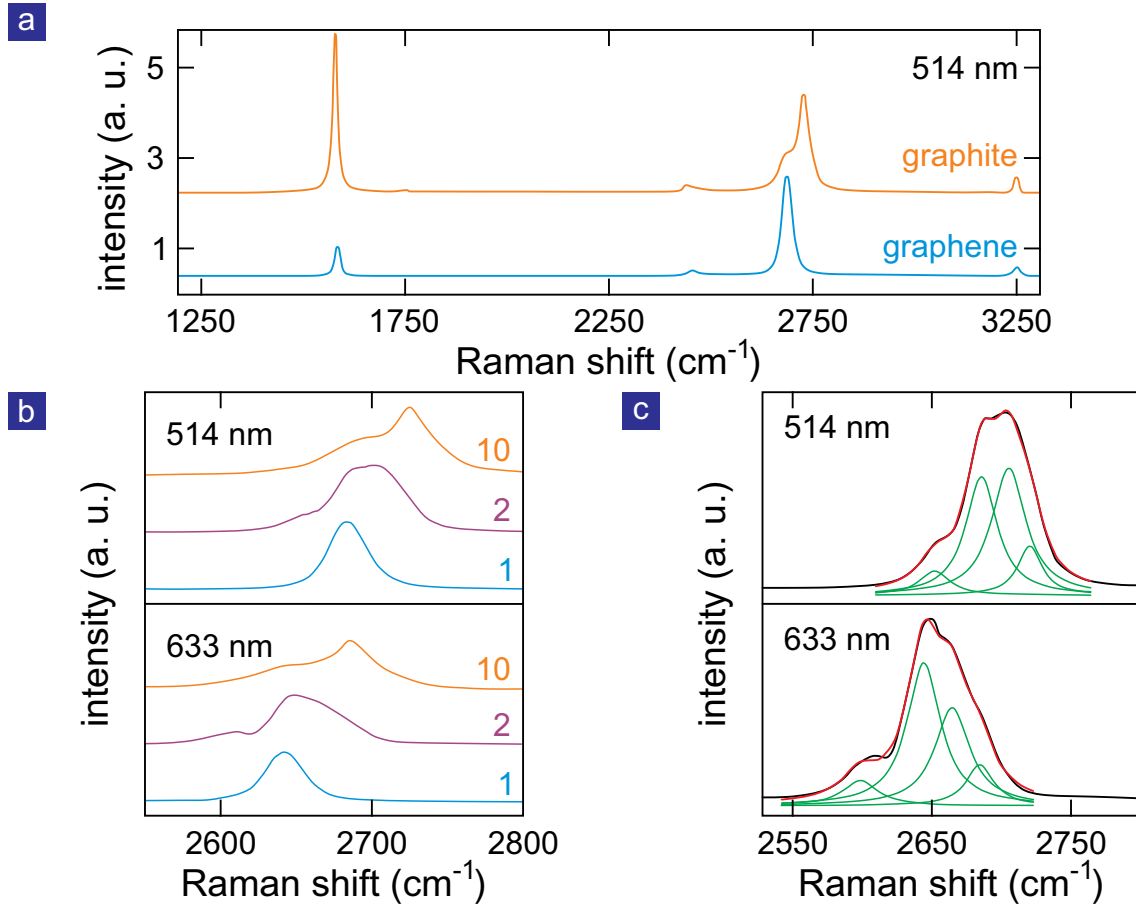 a
5
3
1
intensity (a. u.)
514 nm
graphite
graphene
1250 1750 2250 2750 3250
Raman shift (cm⁻¹)
b
514 nm
10
2
1
633 nm
10
2
1
intensity (a. u.)
2600 2700 2800
Raman shift (cm⁻¹)
c
514 nm
633 nm
intensity (a. u.)
2550 2650 2750
Raman shift (cm⁻¹)